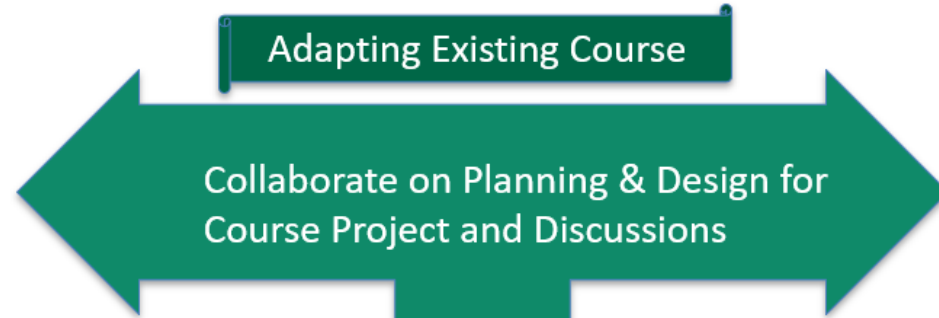 Adapting Existing Course
Collaborate on Planning & Design for
Course Project and Discussions